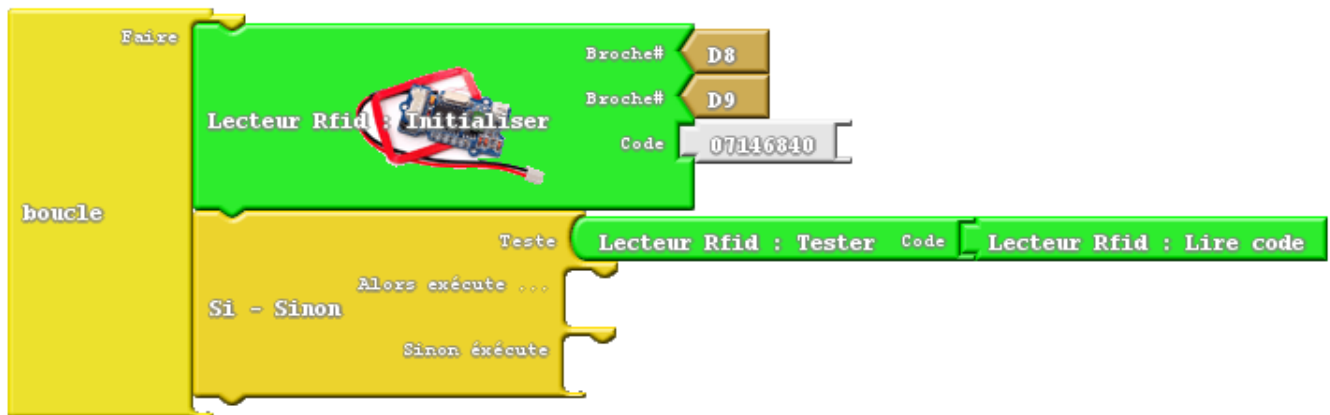 Faire
Broche# D8
Broche# D9
Lecteur Rfid : Initialiser
Code 07146840
boucle
Teste Lecteur Rfid : Tester Code Lecteur Rfid : Lire code
Alors exécute ...
Si - Sinon
Sinon éxécute